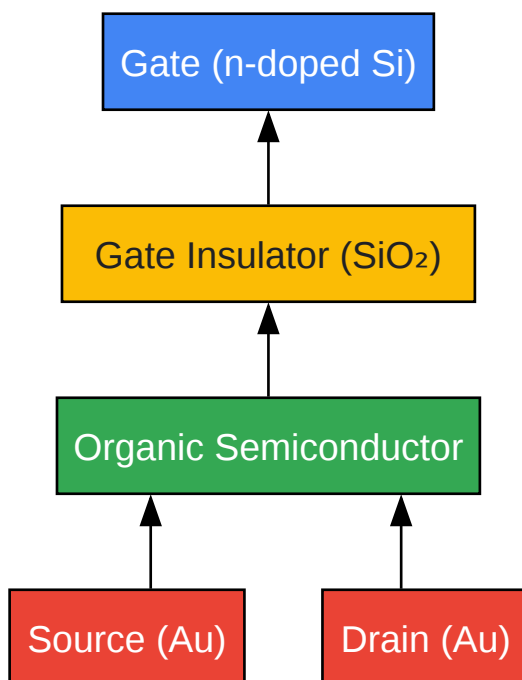 Gate (n-doped Si)
Gate Insulator (SiO₂)
Organic Semiconductor
Source (Au)
Drain (Au)